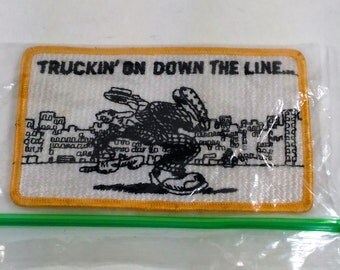 TRUCKIN' ON DOWN THE LINE...